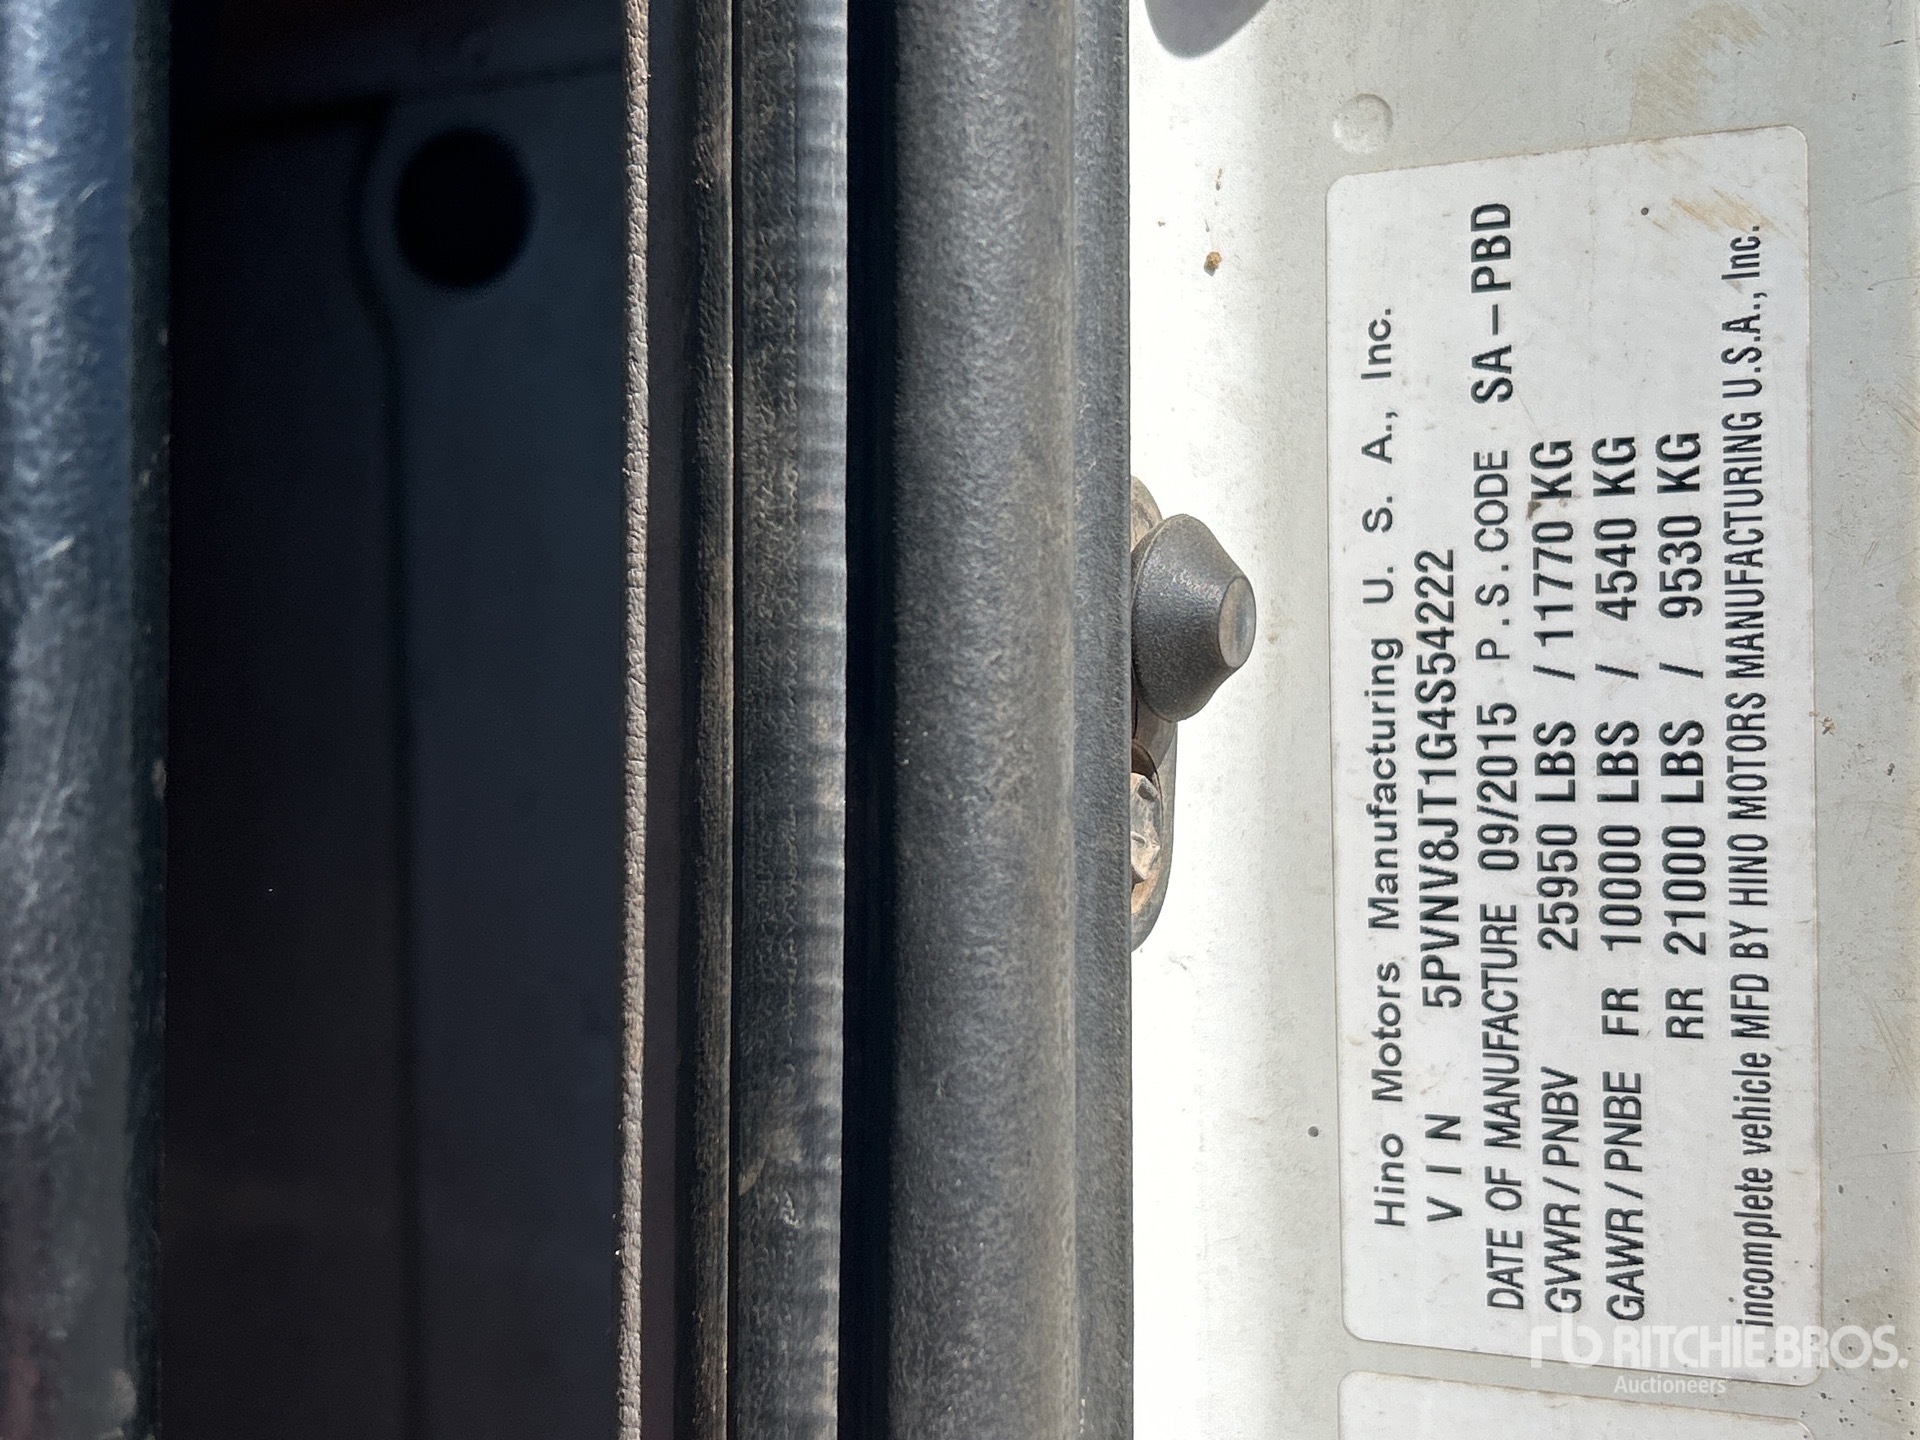 Hino Motors Manufacturing U. S. A., Inc.
VIN 5PVNV8JT1G4S54222
DATE OF MANUFACTURE 09/2015 P.S.CODE SA-PBD
GVWR/PNBV 25950 LBS / 11770 KG
GAWR/PNBE FR 10000 LBS / 4540 KG
RR 21000 LBS / 9530 KG
incomplete vehicle MFD BY HINO MOTORS MANUFACTURING U.S.A., Inc.
rb RITCHIE BROS.
Auctioneers